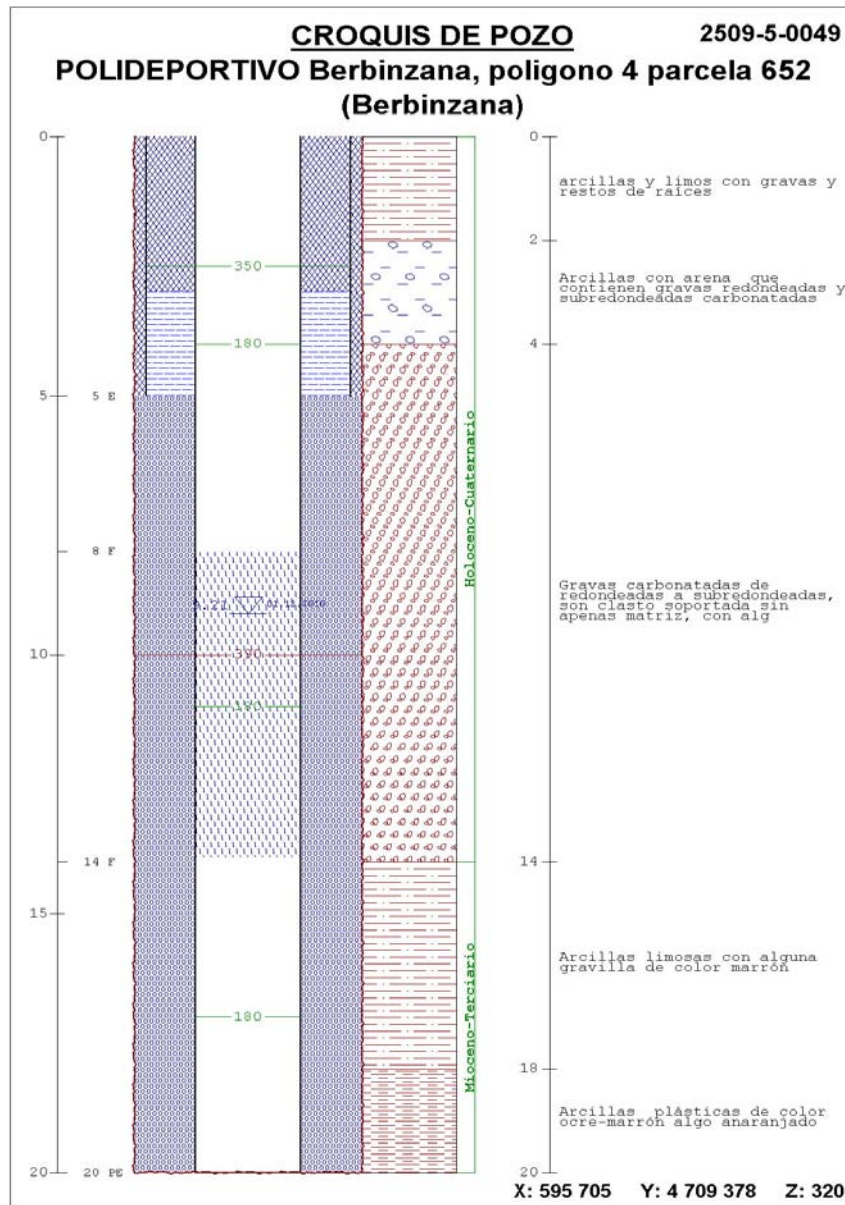 CROQUIS DE POZO
2509-5-0049
POLIDEPORTIVO Berbinzana, poligono 4 parcela 652
(Berbinzana)
0
0
arcillas y limos con gravas y
restos de raíces
2
350
Arcillas con arena que
contienen gravas redondeadas y
subredondeadas carbonatadas
180
4
5
5 E
Holoceno-Cuaternario
8 F
Gravas carbonatadas de
redondeadas a subredondeadas,
son clasto soportada sin
apenas matriz, con alg
9.21
10
390
180
14 F
14
15
Arcillas limosas con alguna
gravilla de color marrón
180
Mioceno-Terciario
18
Arcillas plásticas de color
ocre-marrón algo anaranjado
20
20 PE
20
X: 595 705 Y: 4 709 378 Z: 320